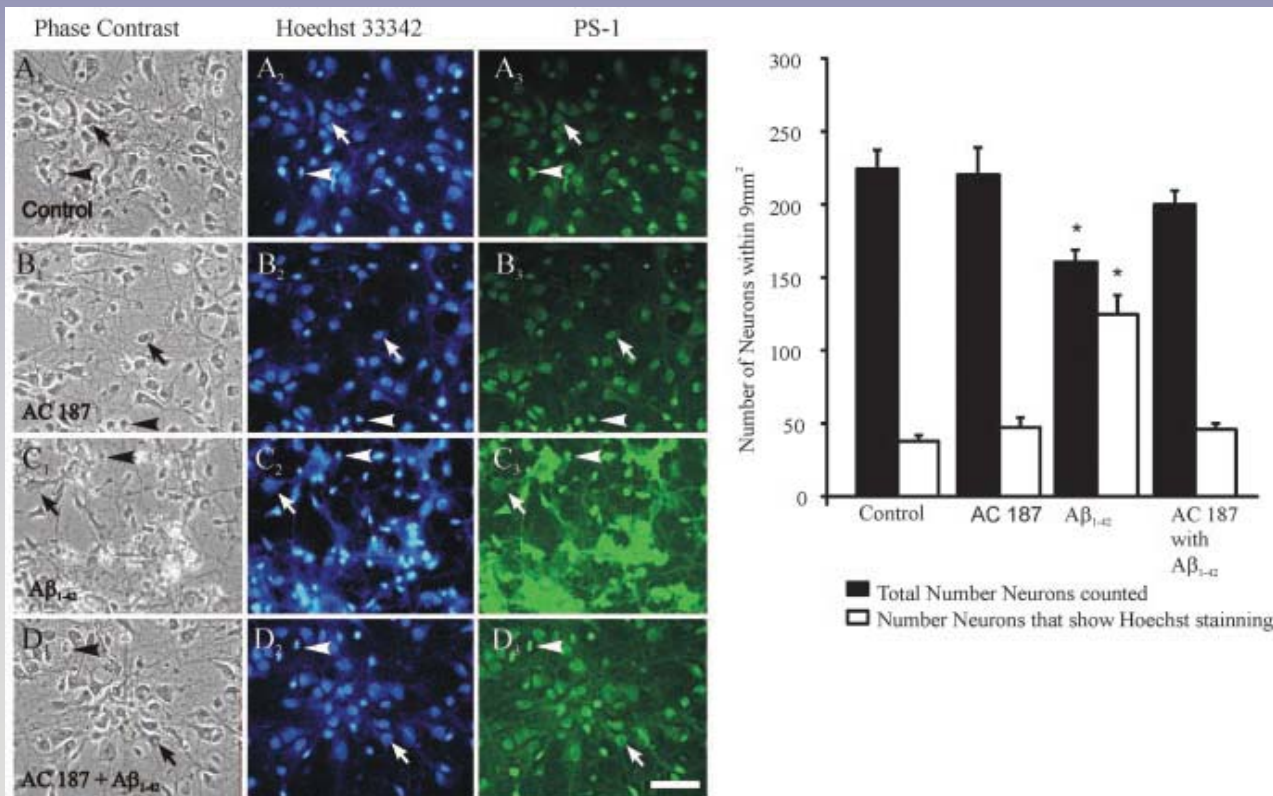 Phase Contrast Hoechst 33342 PS-1
A₁ A₂ A₃
Control
B₁ B₂ B₃
AC 187
C₁ C₂ C₃
Aβ₁₋₄₂
D₁ D₂ D₃
AC 187 + Aβ₁₋₄₂
Number of Neurons within 9mm²
300
250
200
150
100
50
0
*
*
Control AC 187 Aβ₁₋₄₂ AC 187
with
Aβ₁₋₄₂
Total Number Neurons counted
Number Neurons that show Hoechst stainning